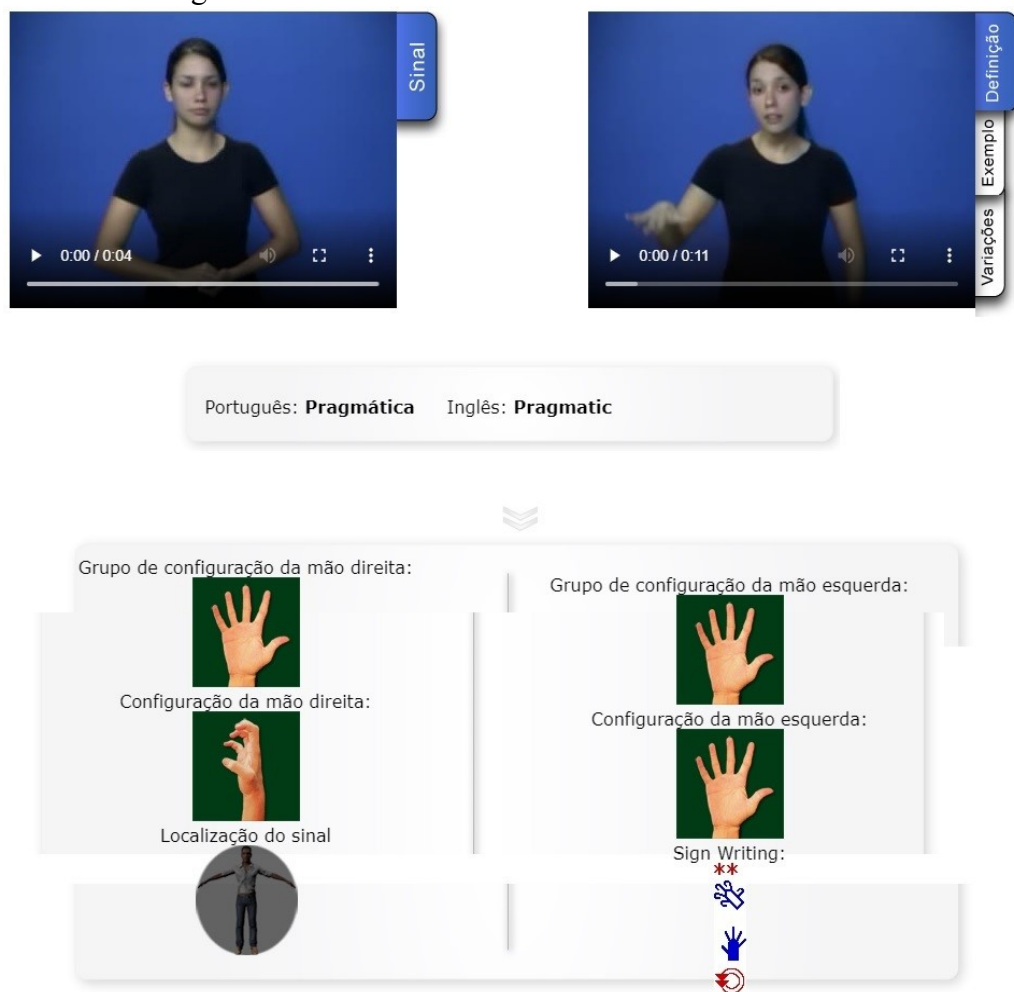 Sinal
Definição
Exemplo
Variações
0:00 / 0:04
0:00 / 0:11
Português: Pragmática Inglês: Pragmatic
Grupo de configuração da mão direita:
Grupo de configuração da mão esquerda:
Configuração da mão direita:
Configuração da mão esquerda:
Localização do sinal
Sign Writing:
**